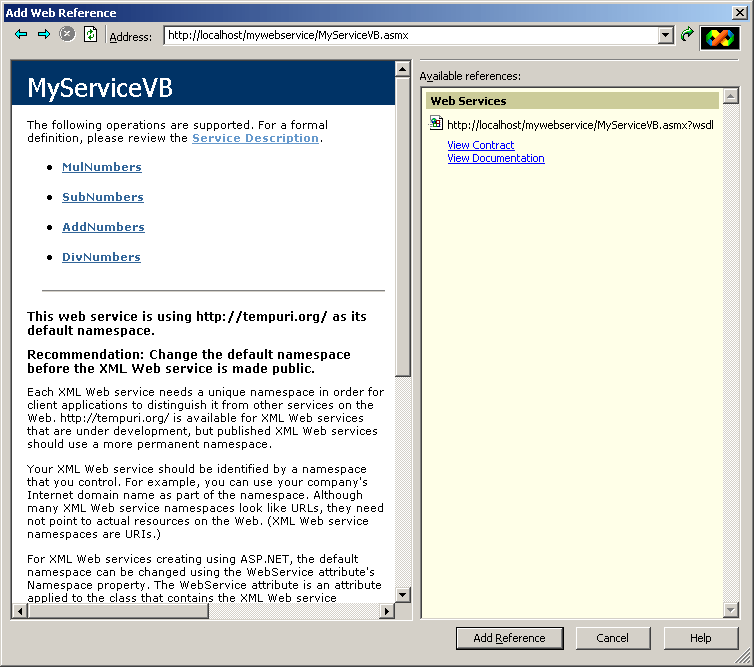 Add Web Reference
Address: http://localhost/mywebservice/MyServiceVB.asmx
MyServiceVB
The following operations are supported. For a formal
definition, please review the Service Description.
MulNumbers
SubNumbers
AddNumbers
DivNumbers
This web service is using http://tempuri.org/ as its
default namespace.
Recommendation: Change the default namespace
before the XML Web service is made public.
Each XML Web service needs a unique namespace in order for
client applications to distinguish it from other services on the
Web. http://tempuri.org/ is available for XML Web services
that are under development, but published XML Web services
should use a more permanent namespace.
Your XML Web service should be identified by a namespace
that you control. For example, you can use your company's
Internet domain name as part of the namespace. Although
many XML Web service namespaces look like URLs, they need
not point to actual resources on the Web. (XML Web service
namespaces are URIs.)
For XML Web services creating using ASP.NET, the default
namespace can be changed using the WebService attribute's
Namespace property. The WebService attribute is an attribute
applied to the class that contains the XML Web service
Available references:
Web Services
http://localhost/mywebservice/MyServiceVB.asmx?wsdl
View Contract
View Documentation
Add Reference
Cancel
Help